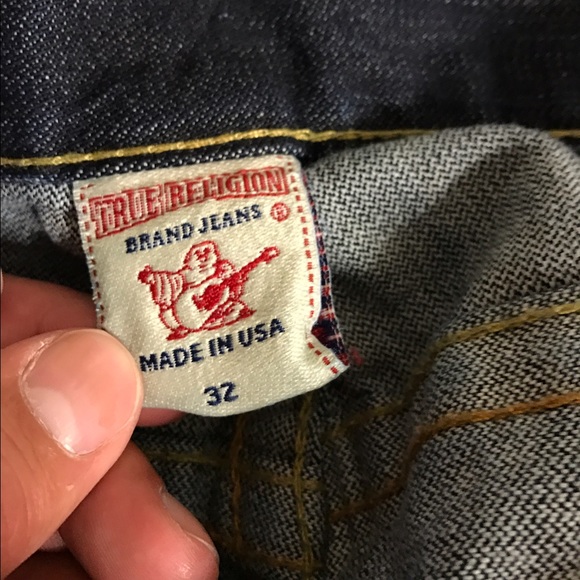 TRUE RELIGION
BRAND JEANS ®
MADE IN USA
32